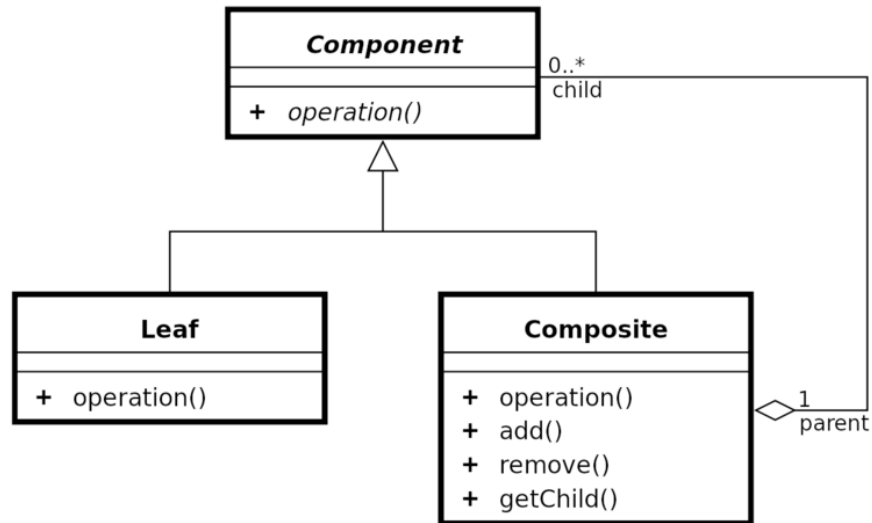 Component
0..*
child
+ operation()
Leaf
+ operation()
Composite
+ operation()
+ add()
+ remove()
+ getChild()
1
parent